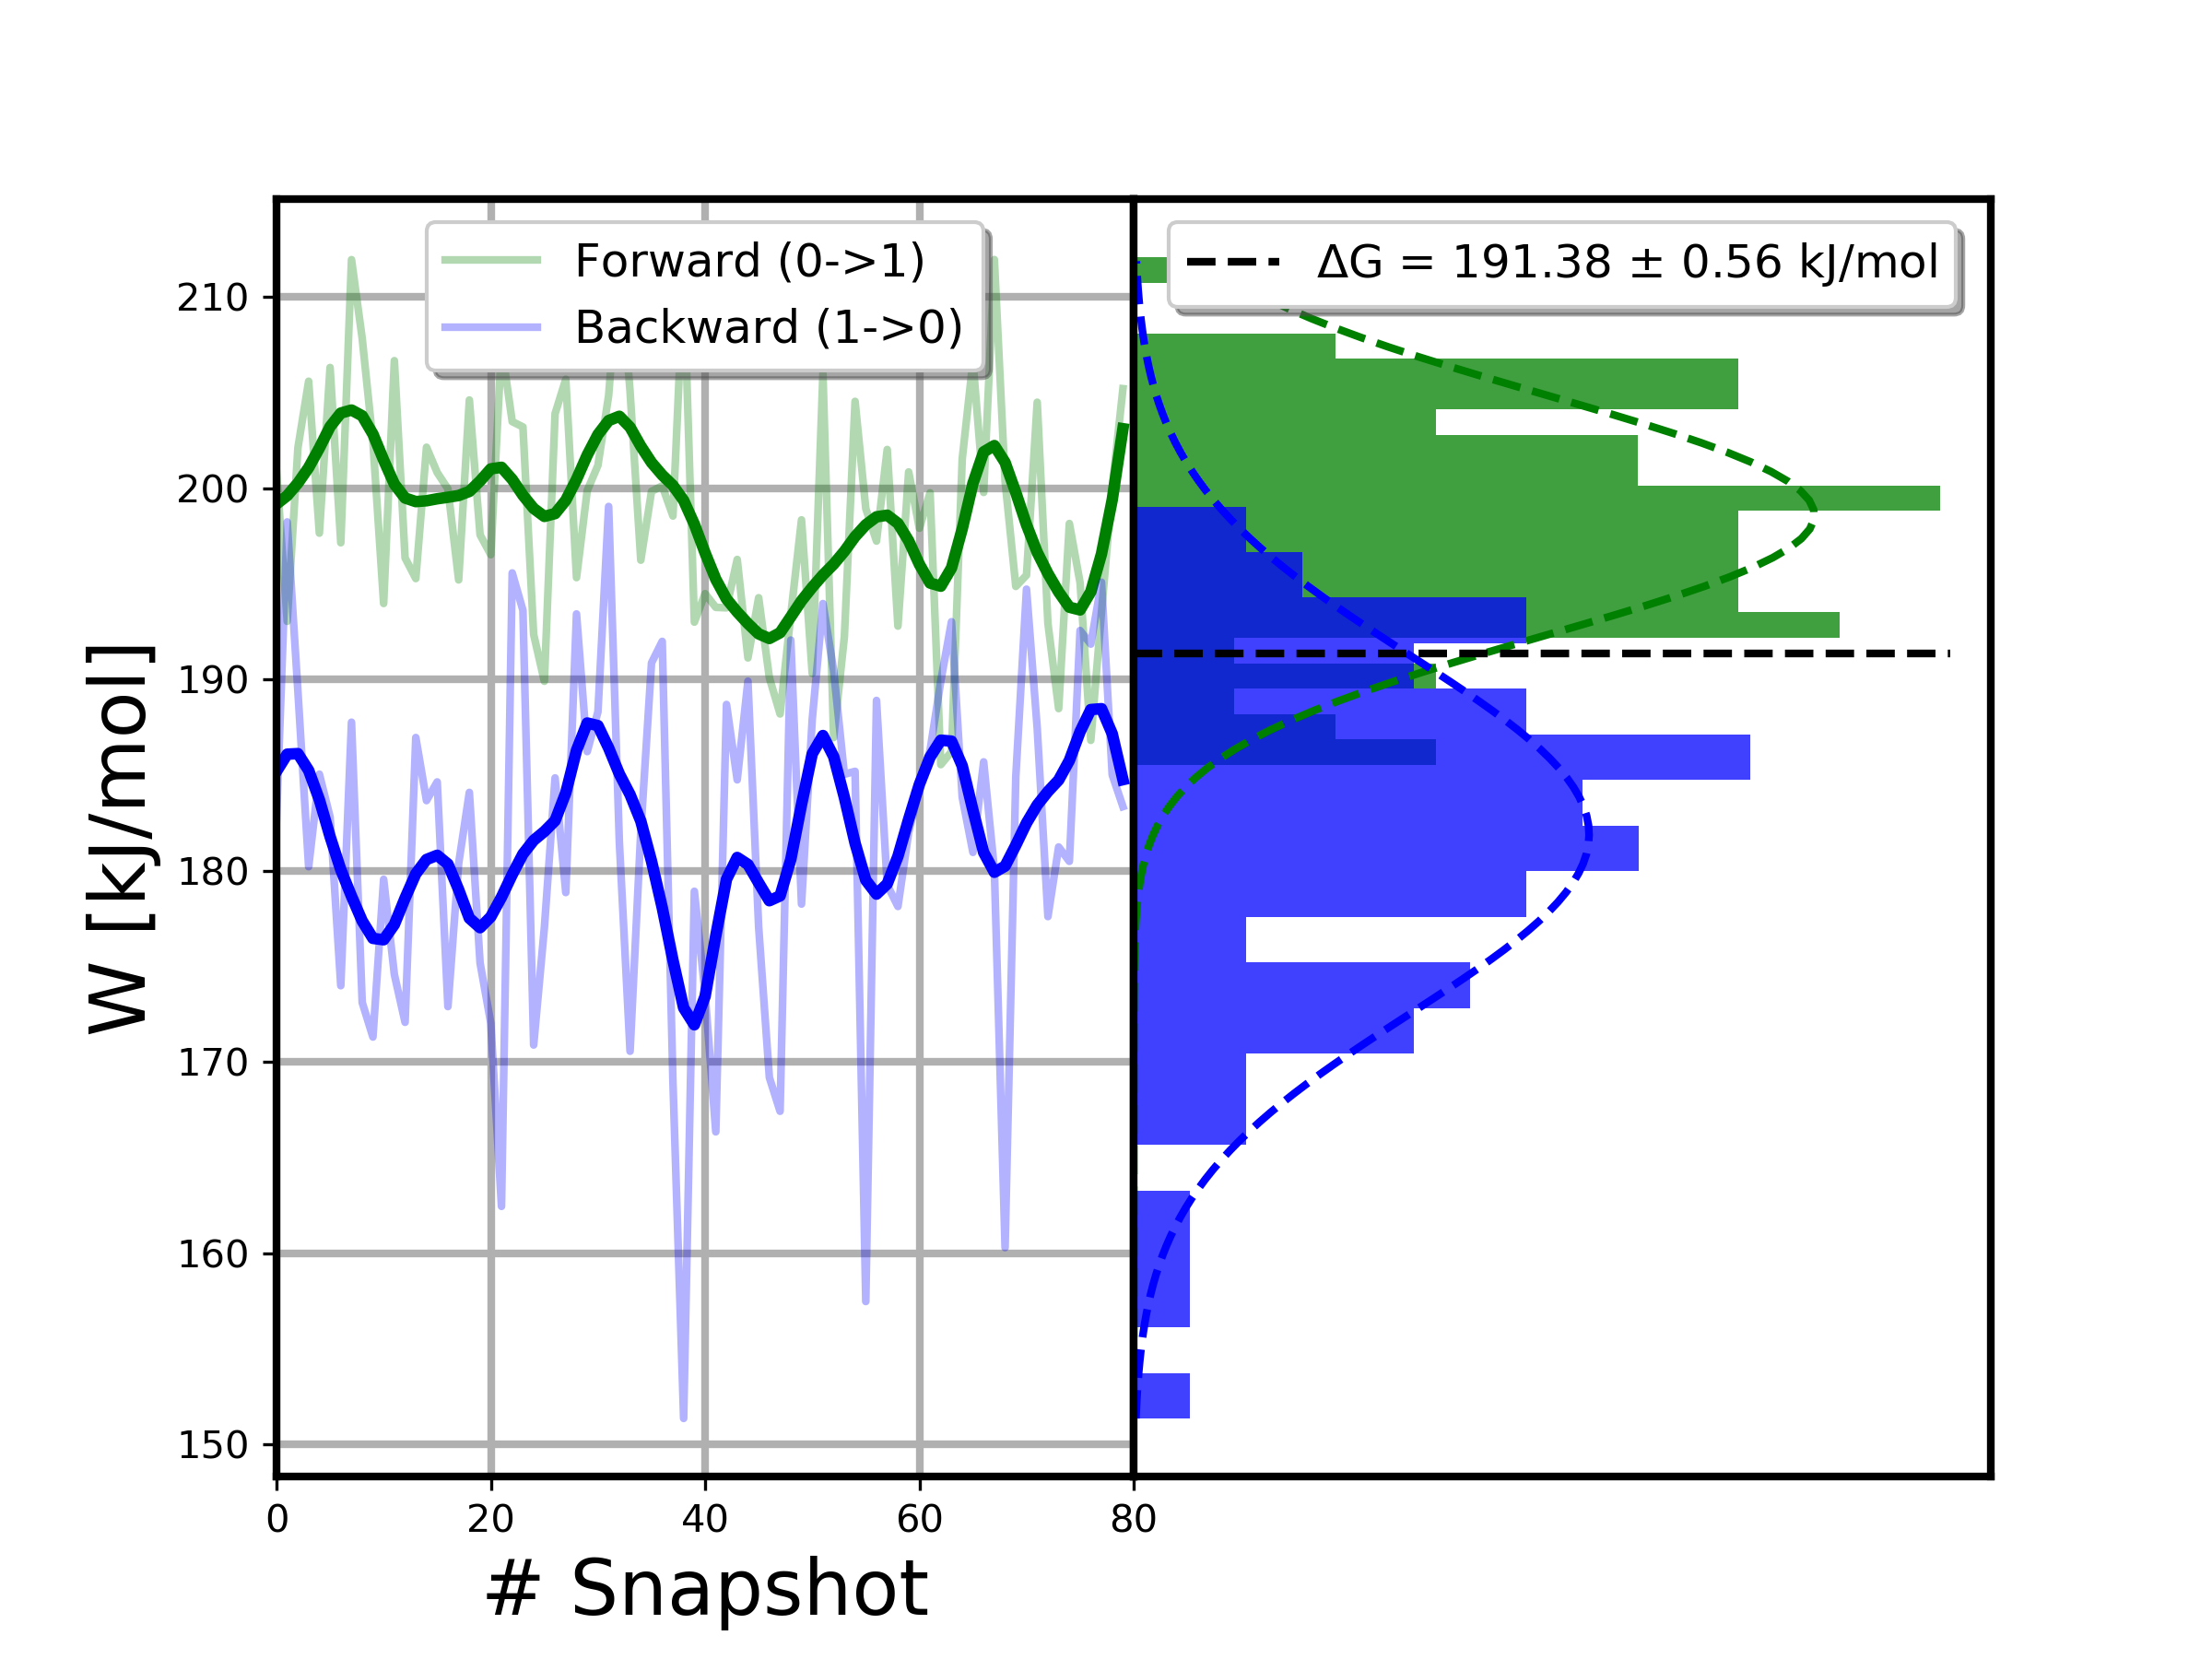 Forward (0->1)
Backward (1->0)
ΔG = 191.38 ± 0.56 kJ/mol
210
200
190
180
170
160
150
W [kJ/mol]
0 20 40 60 80
# Snapshot